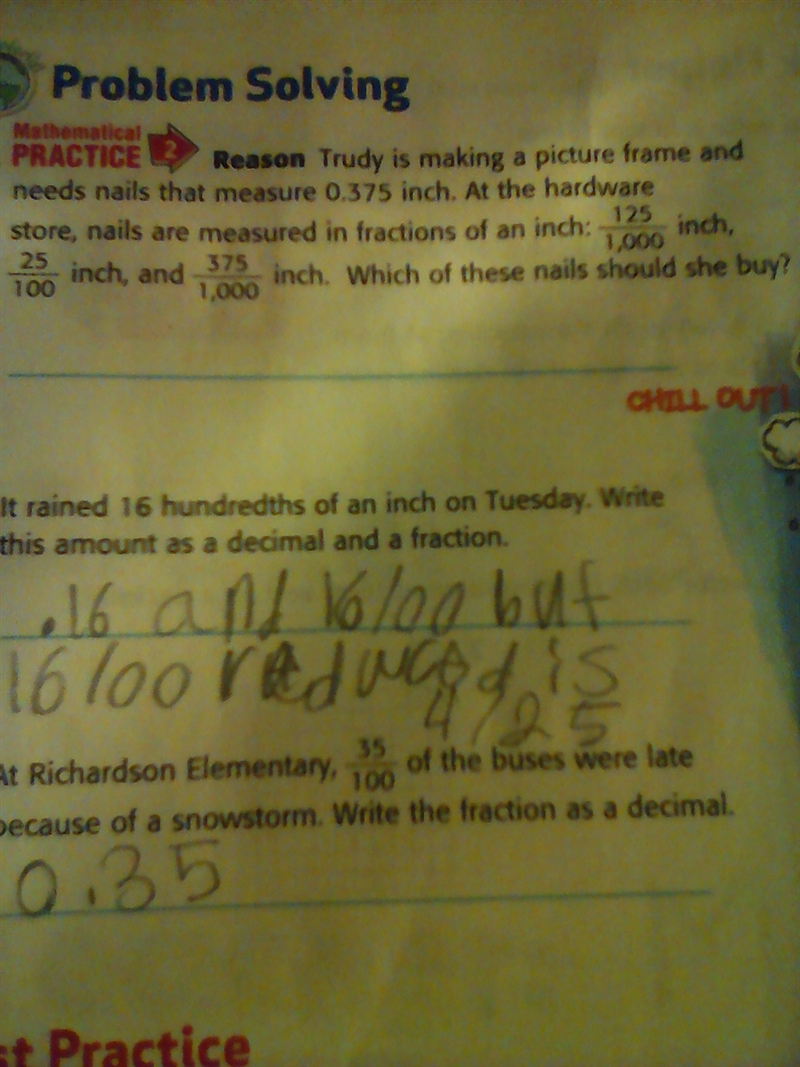 Problem Solving
Mathematical
PRACTICE 2 Reason Trudy is making a picture frame and
needs nails that measure 0.375 inch. At the hardware
store, nails are measured in fractions of an inch: 125/1,000 inch,
25/100 inch, and 375/1,000 inch. Which of these nails should she buy?
CHILL OUT!
It rained 16 hundredths of an inch on Tuesday. Write
this amount as a decimal and a fraction.
.16 and 16/100 but
16/100 reduced is
4/25
At Richardson Elementary, 35/100 of the buses were late
because of a snowstorm. Write the fraction as a decimal.
0.35
st Practice